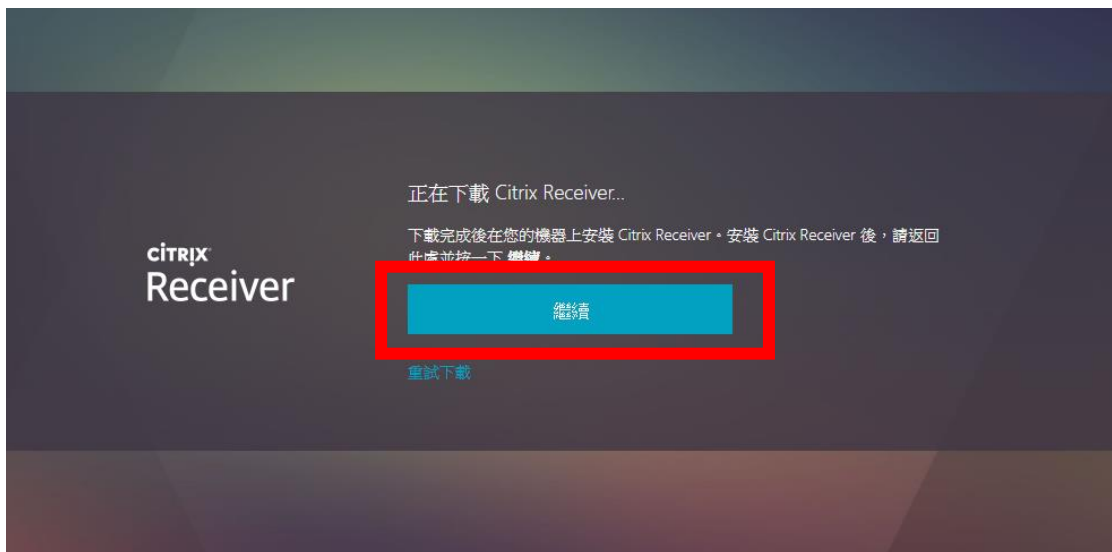 正在下載 Citrix Receiver...
下載完成後在您的機器上安裝 Citrix Receiver。安裝 Citrix Receiver 後，請返回
此處並按一下 繼續。
CITRIX
Receiver
繼續
重試下載